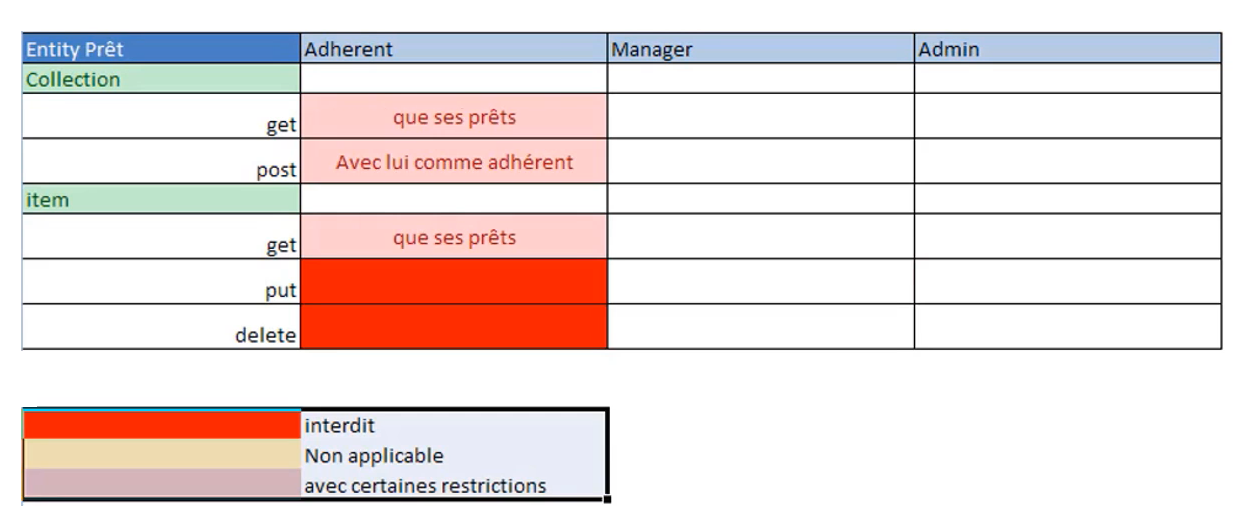 Entity Prêt Adherent Manager Admin
Collection
get que ses prêts
post Avec lui comme adhérent
item
get que ses prêts
put
delete
interdit
Non applicable
avec certaines restrictions